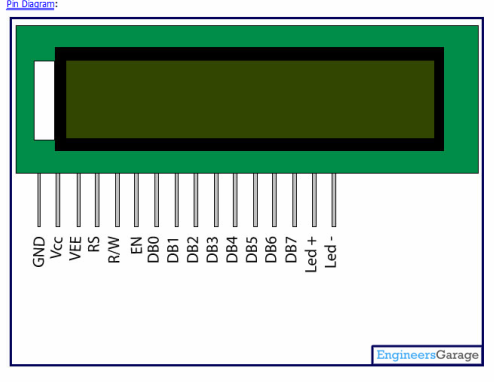 Pin Diagram:
GND
Vcc
VEE
RS
R/W
EN
DB0
DB1
DB2
DB3
DB4
DB5
DB6
DB7
Led +
Led -
EngineersGarage